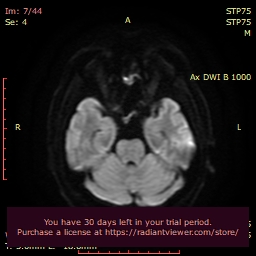 Im: 7/44
Se: 4
A
STP75
STP75
M
Ax DWI B 1000
R
L
You have 30 days left in your trial period.
Purchase a license at https://radiantviewer.com/store/